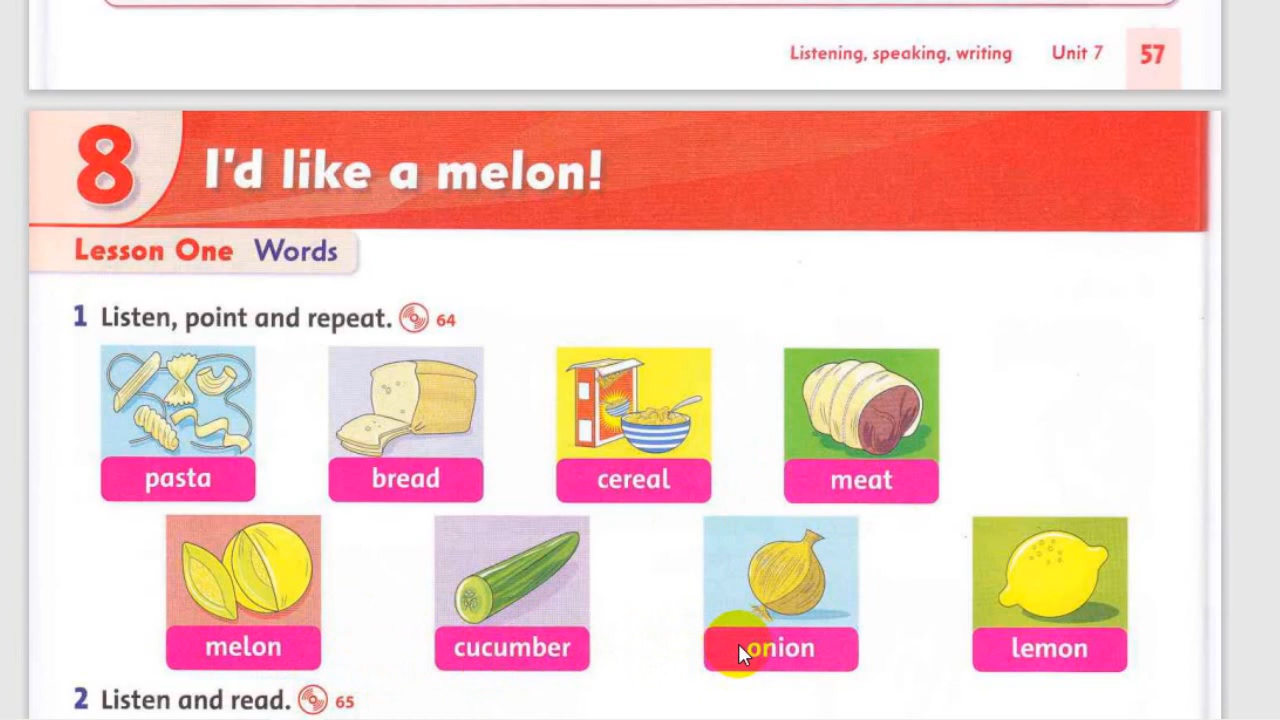 Listening, speaking, writing Unit 7 57
8 I'd like a melon!
Lesson One Words
1 Listen, point and repeat. 64
pasta bread cereal meat
melon cucumber onion lemon
2 Listen and read. 65